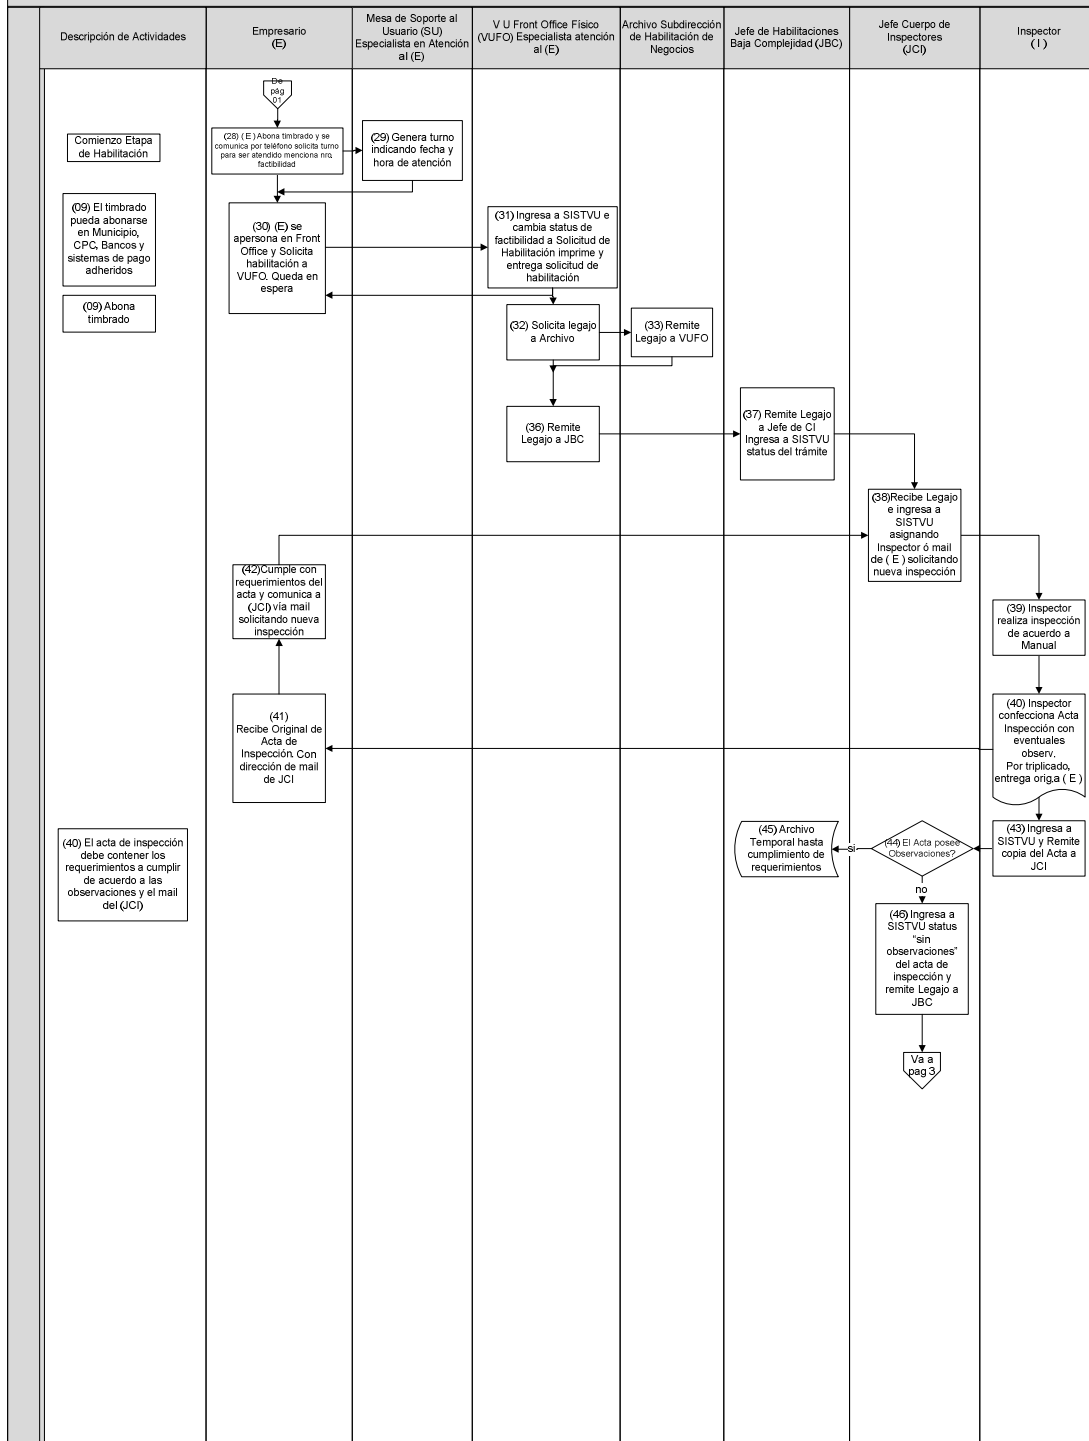 Descripción de Actividades
Empresario
(E)
Mesa de Soporte al
Usuario (SU)
Especialista en Atención
al (E)
V U Front Office Físico
(VUFO) Especialista atención
al (E)
Archivo Subdirección
de Habilitación de
Negocios
Jefe de Habilitaciones
Baja Complejidad (JBC)
Jefe Cuerpo de
Inspectores
(JCI)
Inspector
( I )
De
pág
01
Comienzo Etapa
de Habilitación
(28) ( E ) Abona timbrado y se
comunica por teléfono solicita turno
para ser atendido menciona nro.
factibilidad
(29) Genera turno
indicando fecha y
hora de atención
(09) El timbrado
pueda abonarse
en Municipio,
CPC, Bancos y
sistemas de pago
adheridos
(30) (E) se
apersona en Front
Office y Solicita
habilitación a
VUFO. Queda en
espera
(31) Ingresa a SISTVU e
cambia status de
factibilidad a Solicitud de
Habilitación imprime y
entrega solicitud de
habilitación
(09) Abona
timbrado
(32) Solicita legajo
a Archivo
(33) Remite
Legajo a VUFO
(36) Remite
Legajo a JBC
(37) Remite Legajo
a Jefe de CI
Ingresa a SISTVU
status del trámite
(38)Recibe Legajo
e ingresa a
SISTVU
asignando
Inspector ó mail
de ( E ) solicitando
nueva inspección
(42)Cumple con
requerimientos del
acta y comunica a
(JCI) vía mail
solicitando nueva
inspección
(39) Inspector
realiza inspección
de acuerdo a
Manual
(41)
Recibe Original de
Acta de
Inspección. Con
dirección de mail
de JCI
(40) Inspector
confecciona Acta
Inspección con
eventuales
observ.
Por triplicado,
entrega orig.a ( E )
(40) El acta de inspección
debe contener los
requerimientos a cumplir
de acuerdo a las
observaciones y el mail
del (JCI)
(45) Archivo
Temporal hasta
cumplimiento de
requerimientos
si
(44) El Acta posee
Observaciones?
(43) Ingresa a
SISTVU y Remite
copia del Acta a
JCI
no
(46) Ingresa a
SISTVU status
"sin
observaciones"
del acta de
inspección y
remite Legajo a
JBC
Va a
pag 3